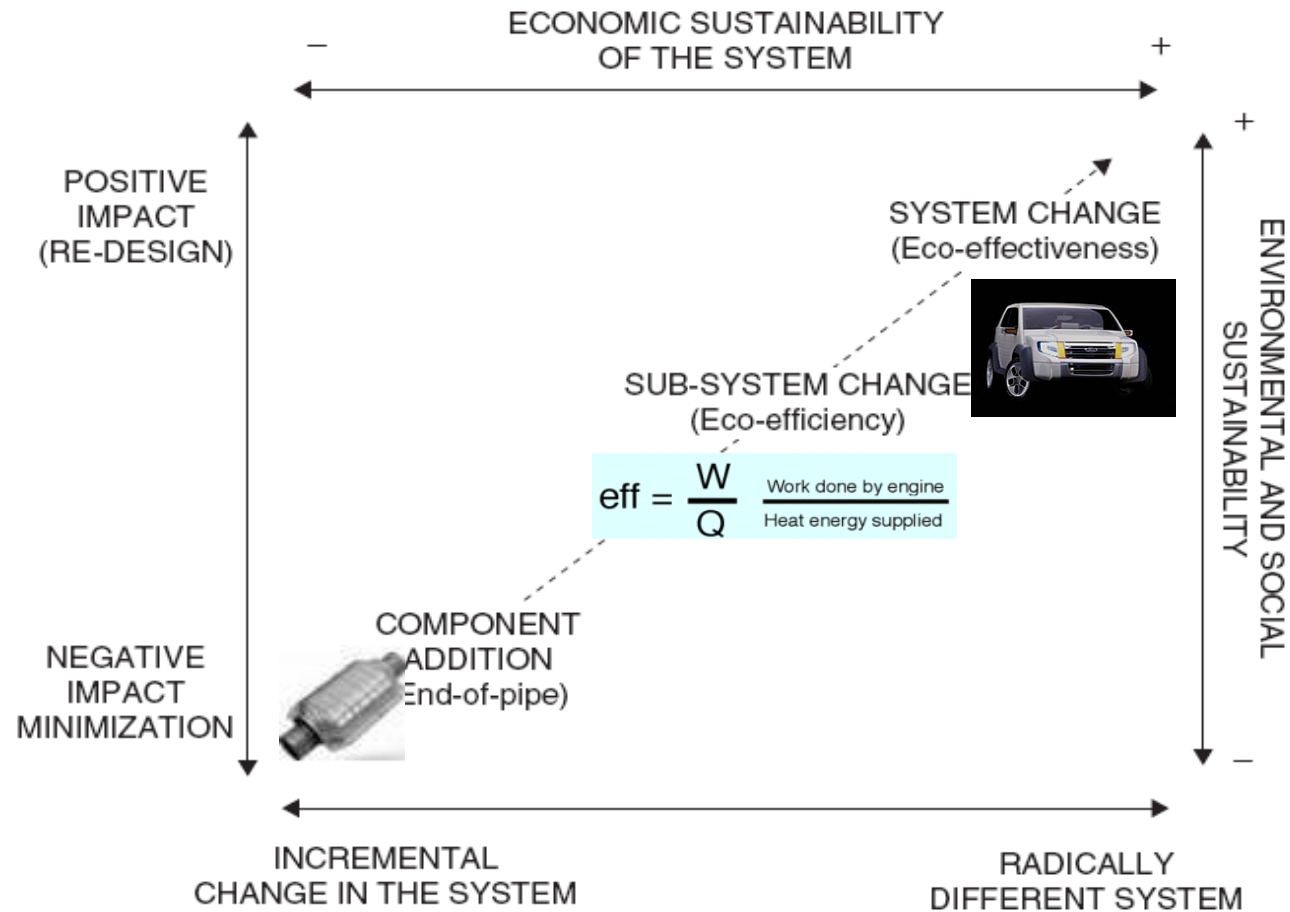 ECONOMIC SUSTAINABILITY
OF THE SYSTEM
–
+
+
POSITIVE
IMPACT
(RE-DESIGN)
SYSTEM CHANGE
(Eco-effectiveness)
ENVIRONMENTAL AND SOCIAL
SUSTAINABILITY
SUB-SYSTEM CHANGE
(Eco-efficiency)
eff = W
Q
Work done by engine
Heat energy supplied
COMPONENT
ADDITION
End-of-pipe)
NEGATIVE
IMPACT
MINIMIZATION
–
INCREMENTAL
CHANGE IN THE SYSTEM
RADICALLY
DIFFERENT SYSTEM